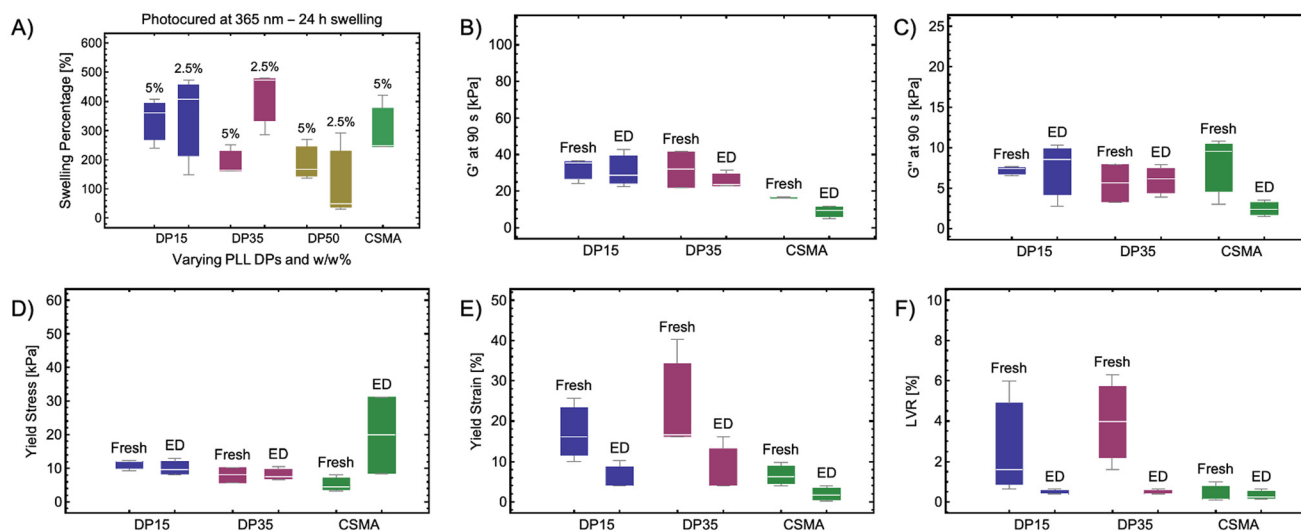 A)
Photocured at 365 nm – 24 h swelling
Swelling Percentage [%]
600
500
400
300
200
100
0
5%
2.5%
5%
2.5%
5%
2.5%
5%
DP15 DP35 DP50 CSMA
Varying PLL DPs and w/w%
B)
G' at 90 s [kPa]
100
80
60
40
20
0
Fresh
ED
Fresh
ED
Fresh
ED
DP15 DP35 CSMA
C)
G'' at 90 s [kPa]
25
20
15
10
5
0
Fresh
ED
Fresh
ED
Fresh
ED
DP15 DP35 CSMA
D)
Yield Stress [kPa]
60
50
40
30
20
10
0
Fresh
ED
Fresh
ED
Fresh
ED
DP15 DP35 CSMA
E)
Yield Strain [%]
50
40
30
20
10
0
Fresh
ED
Fresh
ED
Fresh
ED
DP15 DP35 CSMA
F)
LVR [%]
10
8
6
4
2
0
Fresh
ED
Fresh
ED
Fresh
ED
DP15 DP35 CSMA